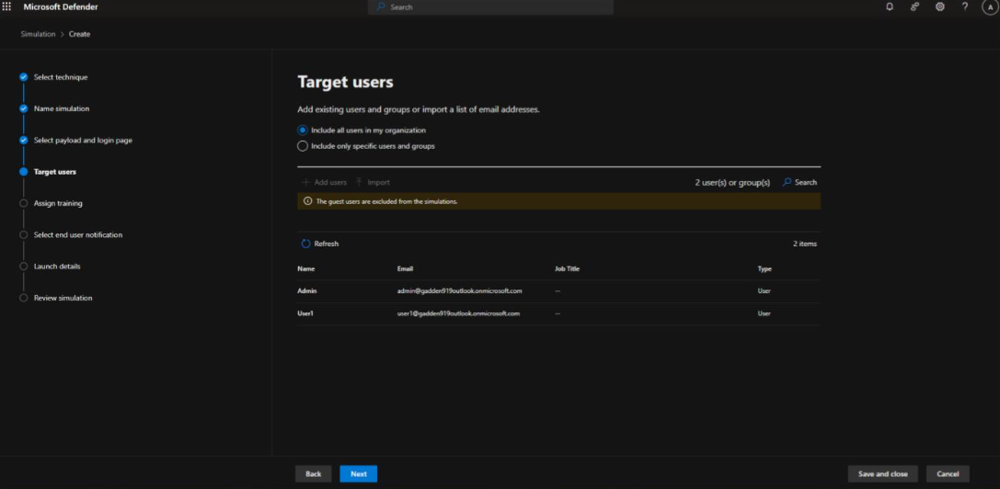 Microsoft Defender
Search
?
A
Simulation > Create
Select technique
Name simulation
Select payload and login page
Target users
Assign training
Select end user notification
Launch details
Review simulation
Target users
Add existing users and groups or import a list of email addresses.
Include all users in my organization
Include only specific users and groups
+ Add users
Import
2 user(s) or group(s)
Search
The guest users are excluded from the simulations.
Refresh
2 items
Name Email Job Title Type
Admin admin@gadden919outlook.onmicrosoft.com -- User
User1 user1@gadden919outlook.onmicrosoft.com -- User
Back
Next
Save and close
Cancel